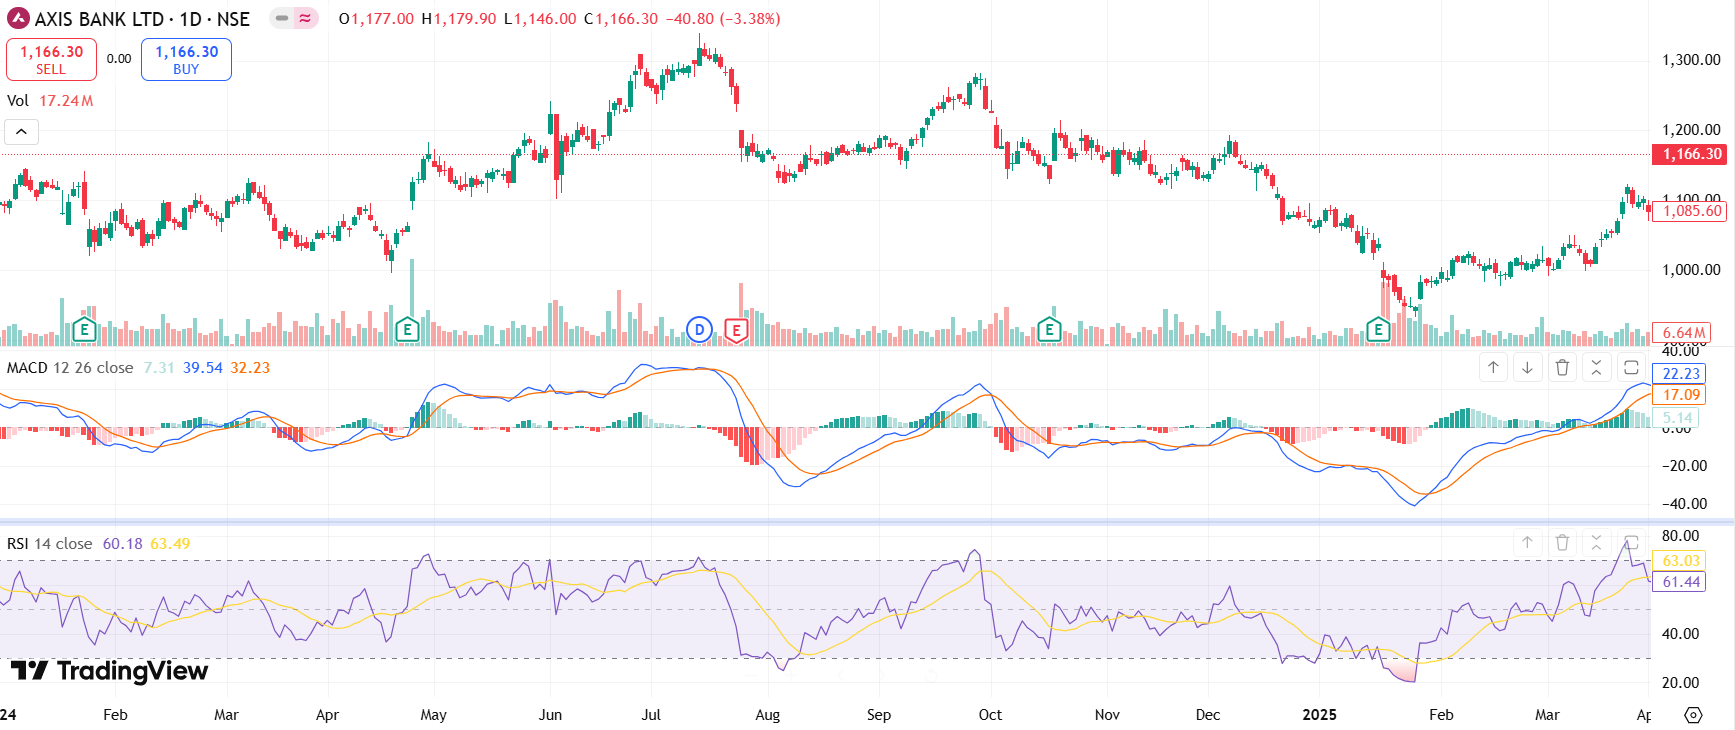 AXIS BANK LTD · 1D · NSE O1,177.00 H1,179.90 L1,146.00 C1,166.30 −40.80 (−3.38%)
1,166.30 0.00 1,166.30
SELL BUY
Vol 17.24 M
1,300.00
1,200.00
1,166.30
1,100.00
1,085.60
1,000.00
E E D E E E
6.64 M
900.00
MACD 12 26 close 7.31 39.54 32.23
40.00
22.23
17.09
5.14
0.00
−20.00
−40.00
RSI 14 close 60.18 63.49
80.00
63.03
61.44
40.00
20.00
TradingView
24 Feb Mar Apr May Jun Jul Aug Sep Oct Nov Dec 2025 Feb Mar Ap